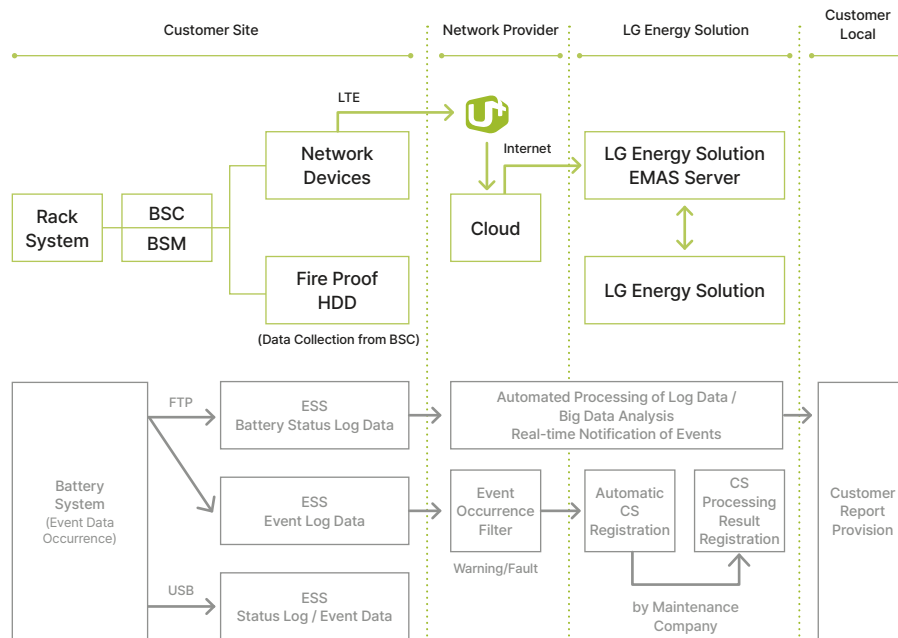 Customer Site
Network Provider
LG Energy Solution
Customer
Local
LTE
U+
Internet
Network
Devices
LG Energy Solution
EMAS Server
Rack
System
BSC
BSM
Cloud
Fire Proof
HDD
LG Energy Solution
(Data Collection from BSC)
FTP
ESS
Battery Status Log Data
Automated Processing of Log Data /
Big Data Analysis
Real-time Notification of Events
Battery
System
(Event Data
Occurrence)
ESS
Event Log Data
Event
Occurrence
Filter
Automatic
CS
Registration
CS
Processing
Result
Registration
Customer
Report
Provision
Warning/Fault
USB
ESS
Status Log / Event Data
by Maintenance
Company